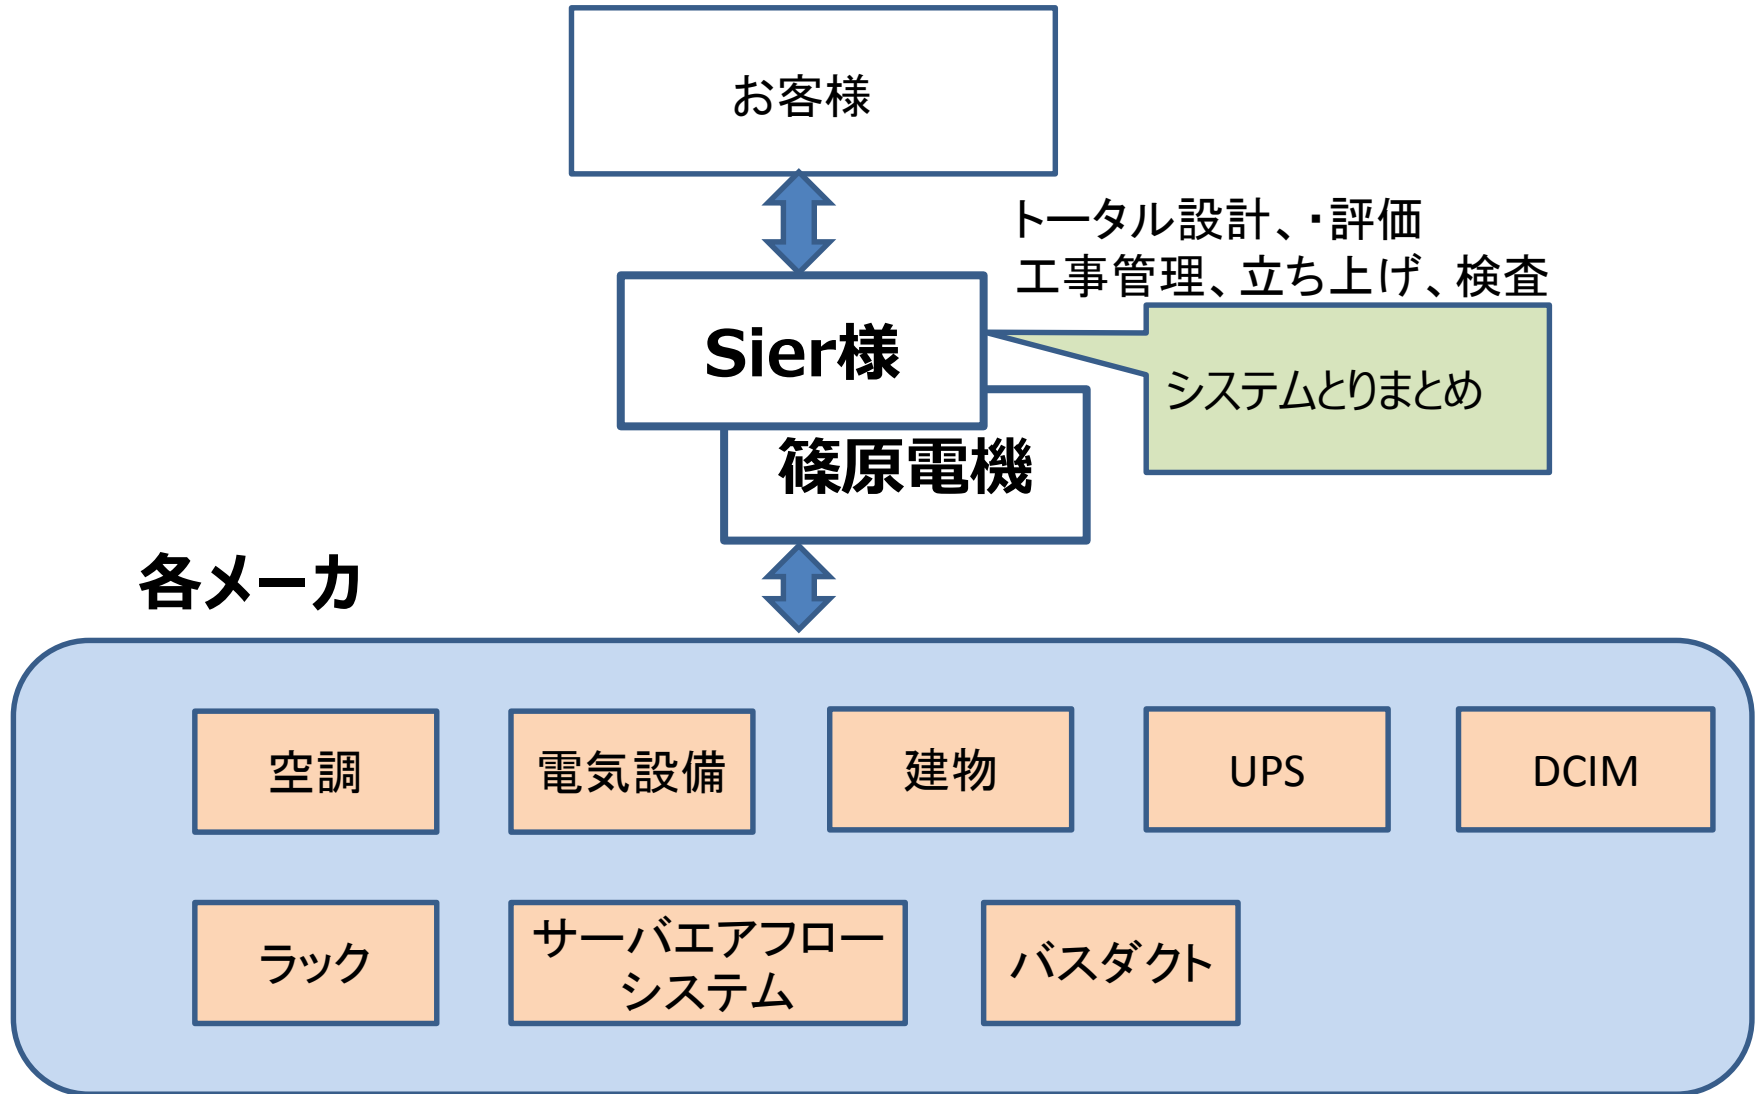 お客様
トータル設計、・評価
工事管理、立ち上げ、検査
Sier様
システムとりまとめ
篠原電機
各メーカ
空調
電気設備
建物
UPS
DCIM
ラック
サーバエアフロー
システム
バスダクト